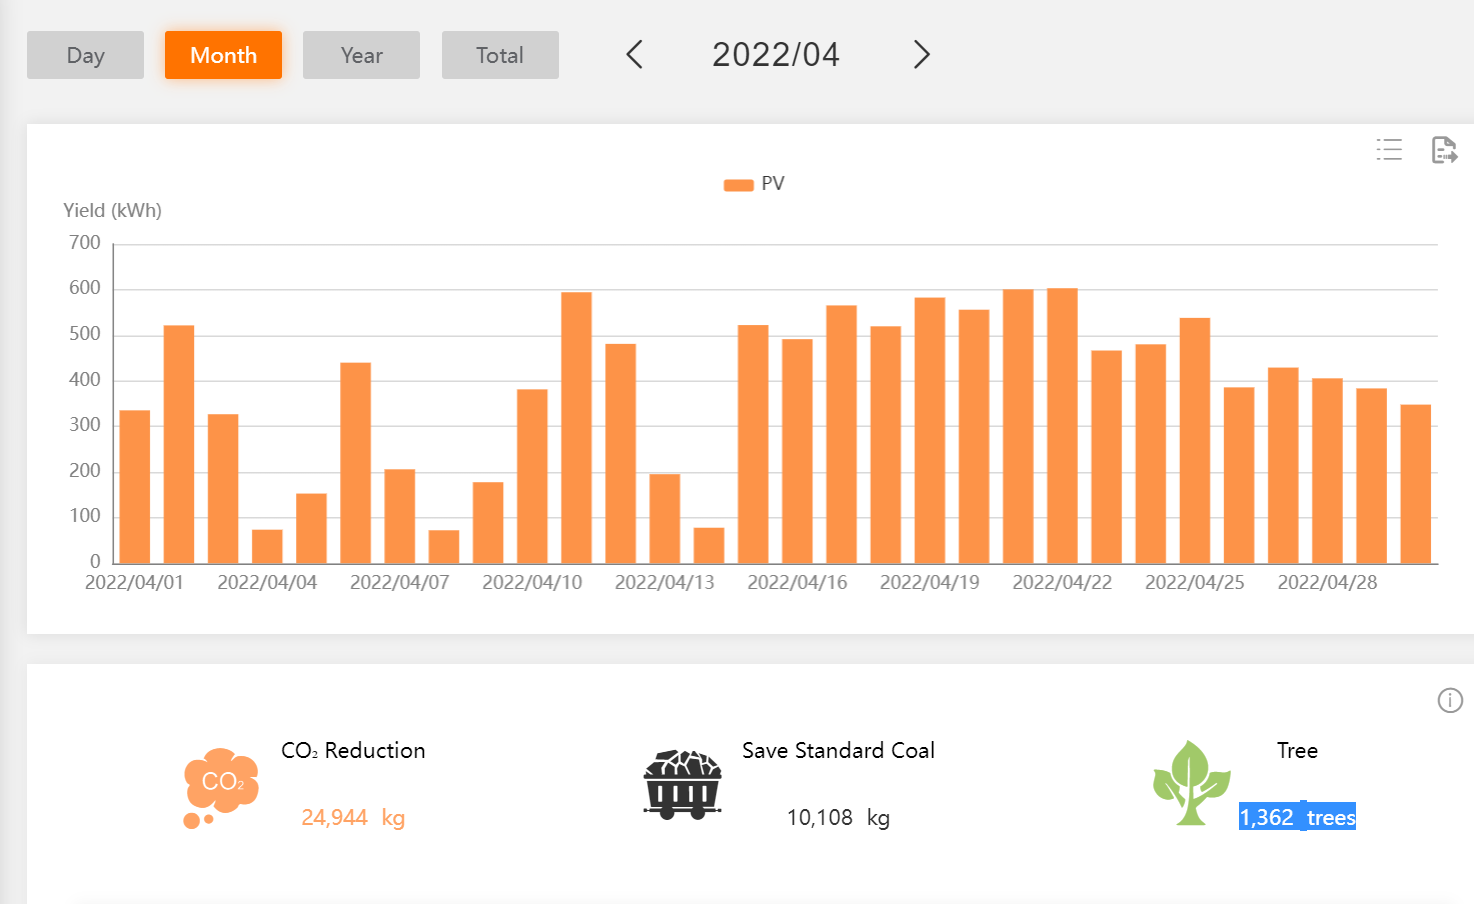 Day Month Year Total 2022/04
PV
Yield (kWh)
700
600
500
400
300
200
100
0
2022/04/01 2022/04/04 2022/04/07 2022/04/10 2022/04/13 2022/04/16 2022/04/19 2022/04/22 2022/04/25 2022/04/28
CO₂ CO₂ Reduction
24,944 kg
Save Standard Coal
10,108 kg
Tree
1,362 trees